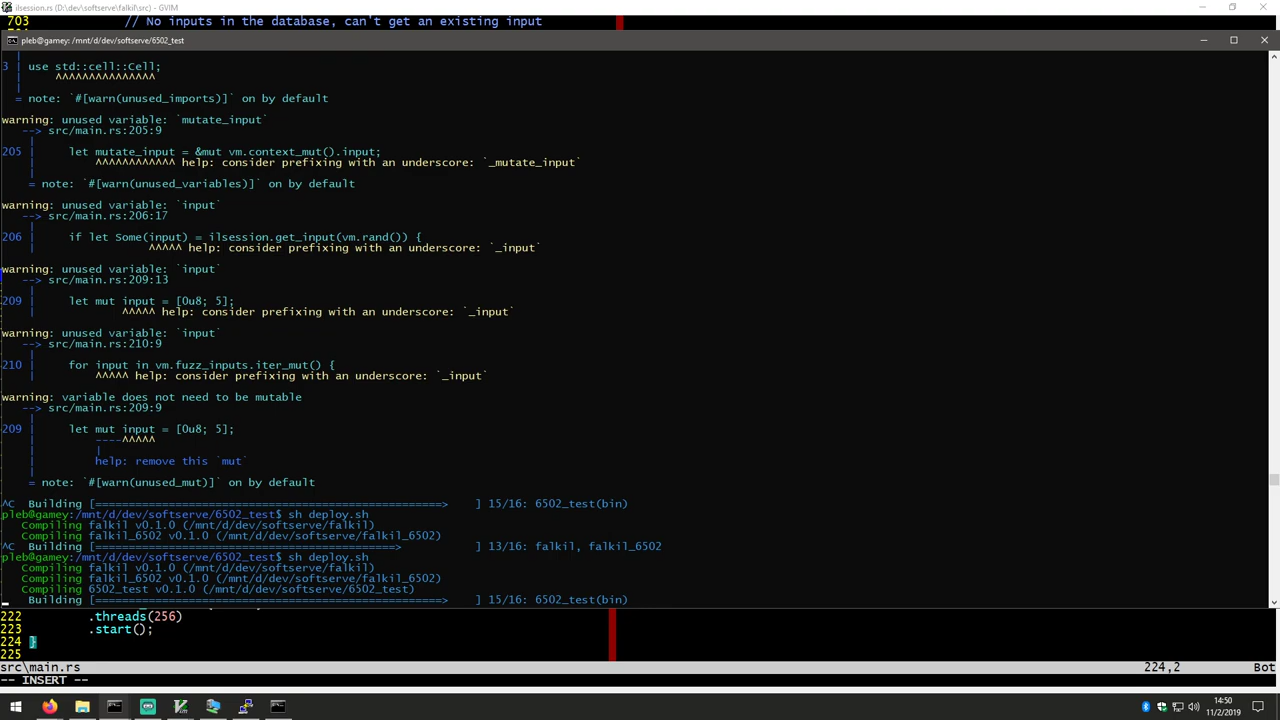 ilsession.rs (D:\dev\softserve\falkil\src) - GVIM
703 // No inputs in the database, can't get an existing input
pleb@gamey: /mnt/d/dev/softserve/6502_test
|
3 | use std::cell::Cell;
| ^^^^^^^^^^^^^^^
|
= note: `#[warn(unused_imports)]` on by default
warning: unused variable: `mutate_input`
--> src/main.rs:205:9
|
205 | let mutate_input = &mut vm.context_mut().input;
| ^^^^^^^^^^^^ help: consider prefixing with an underscore: `_mutate_input`
|
= note: `#[warn(unused_variables)]` on by default
warning: unused variable: `input`
--> src/main.rs:206:17
|
206 | if let Some(input) = ilsession.get_input(vm.rand()) {
| ^^^^^ help: consider prefixing with an underscore: `_input`
warning: unused variable: `input`
--> src/main.rs:209:13
|
209 | let mut input = [0u8; 5];
| ^^^^^ help: consider prefixing with an underscore: `_input`
warning: unused variable: `input`
--> src/main.rs:210:9
|
210 | for input in vm.fuzz_inputs.iter_mut() {
| ^^^^^ help: consider prefixing with an underscore: `_input`
warning: variable does not need to be mutable
--> src/main.rs:209:9
|
209 | let mut input = [0u8; 5];
| ----^^^^^
| |
| help: remove this `mut`
|
= note: `#[warn(unused_mut)]` on by default
^C Building [====================================================> ] 15/16: 6502_test(bin)
pleb@gamey:/mnt/d/dev/softserve/6502_test$ sh deploy.sh
Compiling falkil v0.1.0 (/mnt/d/dev/softserve/falkil)
Compiling falkil_6502 v0.1.0 (/mnt/d/dev/softserve/falkil_6502)
^C Building [=============================================> ] 13/16: falkil, falkil_6502
pleb@gamey:/mnt/d/dev/softserve/6502_test$ sh deploy.sh
Compiling falkil v0.1.0 (/mnt/d/dev/softserve/falkil)
Compiling falkil_6502 v0.1.0 (/mnt/d/dev/softserve/falkil_6502)
Compiling 6502_test v0.1.0 (/mnt/d/dev/softserve/6502_test)
Building [====================================================> ] 15/16: 6502_test(bin)
222 .threads(256)
223 .start();
224 }
225
src\main.rs 224,2 Bot
-- INSERT --
14:50
11/2/2019